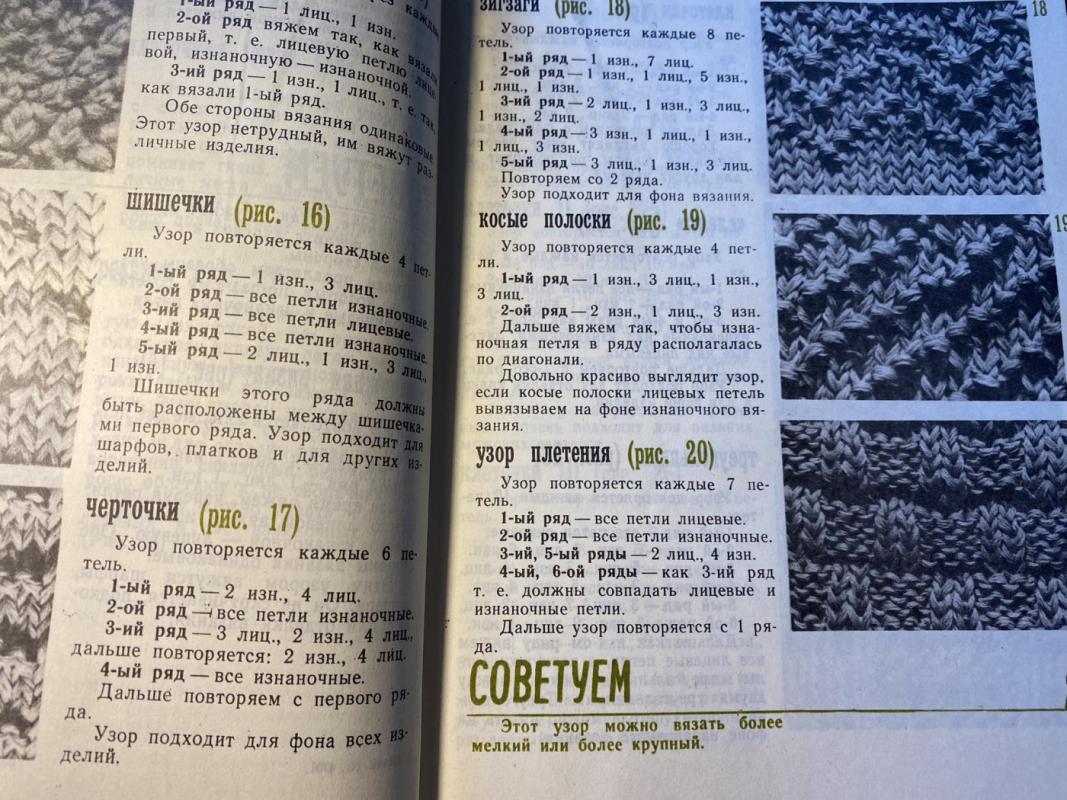 1-ый ряд — 1 лиц., 1 изн.
2-ой ряд вяжем так, как вязали
первый, т. е. лицевую петлю лице-
вой, изнаночную — изнаночной.
3-ий ряд — 1 изн., 1 лиц., т. е. так,
как вязали 1-ый ряд.
Обе стороны вязания одинаковые.
Этот узор нетрудный, им вяжут раз-
личные изделия.
шишечки (рис. 16)
Узор повторяется каждые 4 пет-
ли.
1-ый ряд — 1 изн., 3 лиц.
2-ой ряд — все петли изнаночные.
3-ий ряд — все петли лицевые.
4-ый ряд — все петли изнаночные.
5-ый ряд — 2 лиц., 1 изн., 3 лиц.,
1 изн.
Шишечки этого ряда должны
быть расположены между шишечка-
ми первого ряда. Узор подходит для
шарфов, платков и для других из-
делий.
черточки (рис. 17)
Узор повторяется каждые 6 пе-
тель.
1-ый ряд — 2 изн., 4 лиц.
2-ой ряд — все петли изнаночные.
3-ий ряд — 3 лиц., 2 изн., 4 лиц.,
дальше повторяется: 2 изн., 4 лиц.
4-ый ряд — все изнаночные.
Дальше повторяем с первого ря-
да.
Узор подходит для фона всех из-
делий.
зигзаги (рис. 18)
Узор повторяется каждые 8 пе-
тель.
1-ый ряд — 1 изн., 7 лиц.
2-ой ряд — 1 изн., 1 лиц., 5 изн.,
1 лиц., 1 изн.
3-ий ряд — 2 лиц., 1 изн., 3 лиц.,
1 изн., 2 лиц.
4-ый ряд — 3 изн., 1 лиц., 1 изн.,
1 лиц., 3 изн.
5-ый ряд — 3 лиц., 1 изн., 3 лиц.
Повторяем со 2 ряда.
Узор подходит для фона вязания.
косые полоски (рис. 19)
Узор повторяется каждые 4 пет-
ли.
1-ый ряд — 1 изн., 3 лиц., 1 изн.,
3 лиц.
2-ой ряд — 2 изн., 1 лиц., 3 изн.
Дальше вяжем так, чтобы изна-
ночная петля в ряду располагалась
по диагонали.
Довольно красиво выглядит узор,
если косые полоски лицевых петель
вывязываем на фоне изнаночного вя-
зания.
узор плетения (рис. 20)
Узор повторяется каждые 7 пе-
тель.
1-ый ряд — все петли лицевые.
2-ой ряд — все петли изнаночные.
3-ий, 5-ый ряды — 2 лиц., 4 изн.
4-ый, 6-ой ряды — как 3-ий ряд
т. е. должны совпадать лицевые и
изнаночные петли.
Дальше узор повторяется с 1 ря-
да.
СОВЕТУЕМ
Этот узор можно вязать более
мелкий или более крупный.
18
19